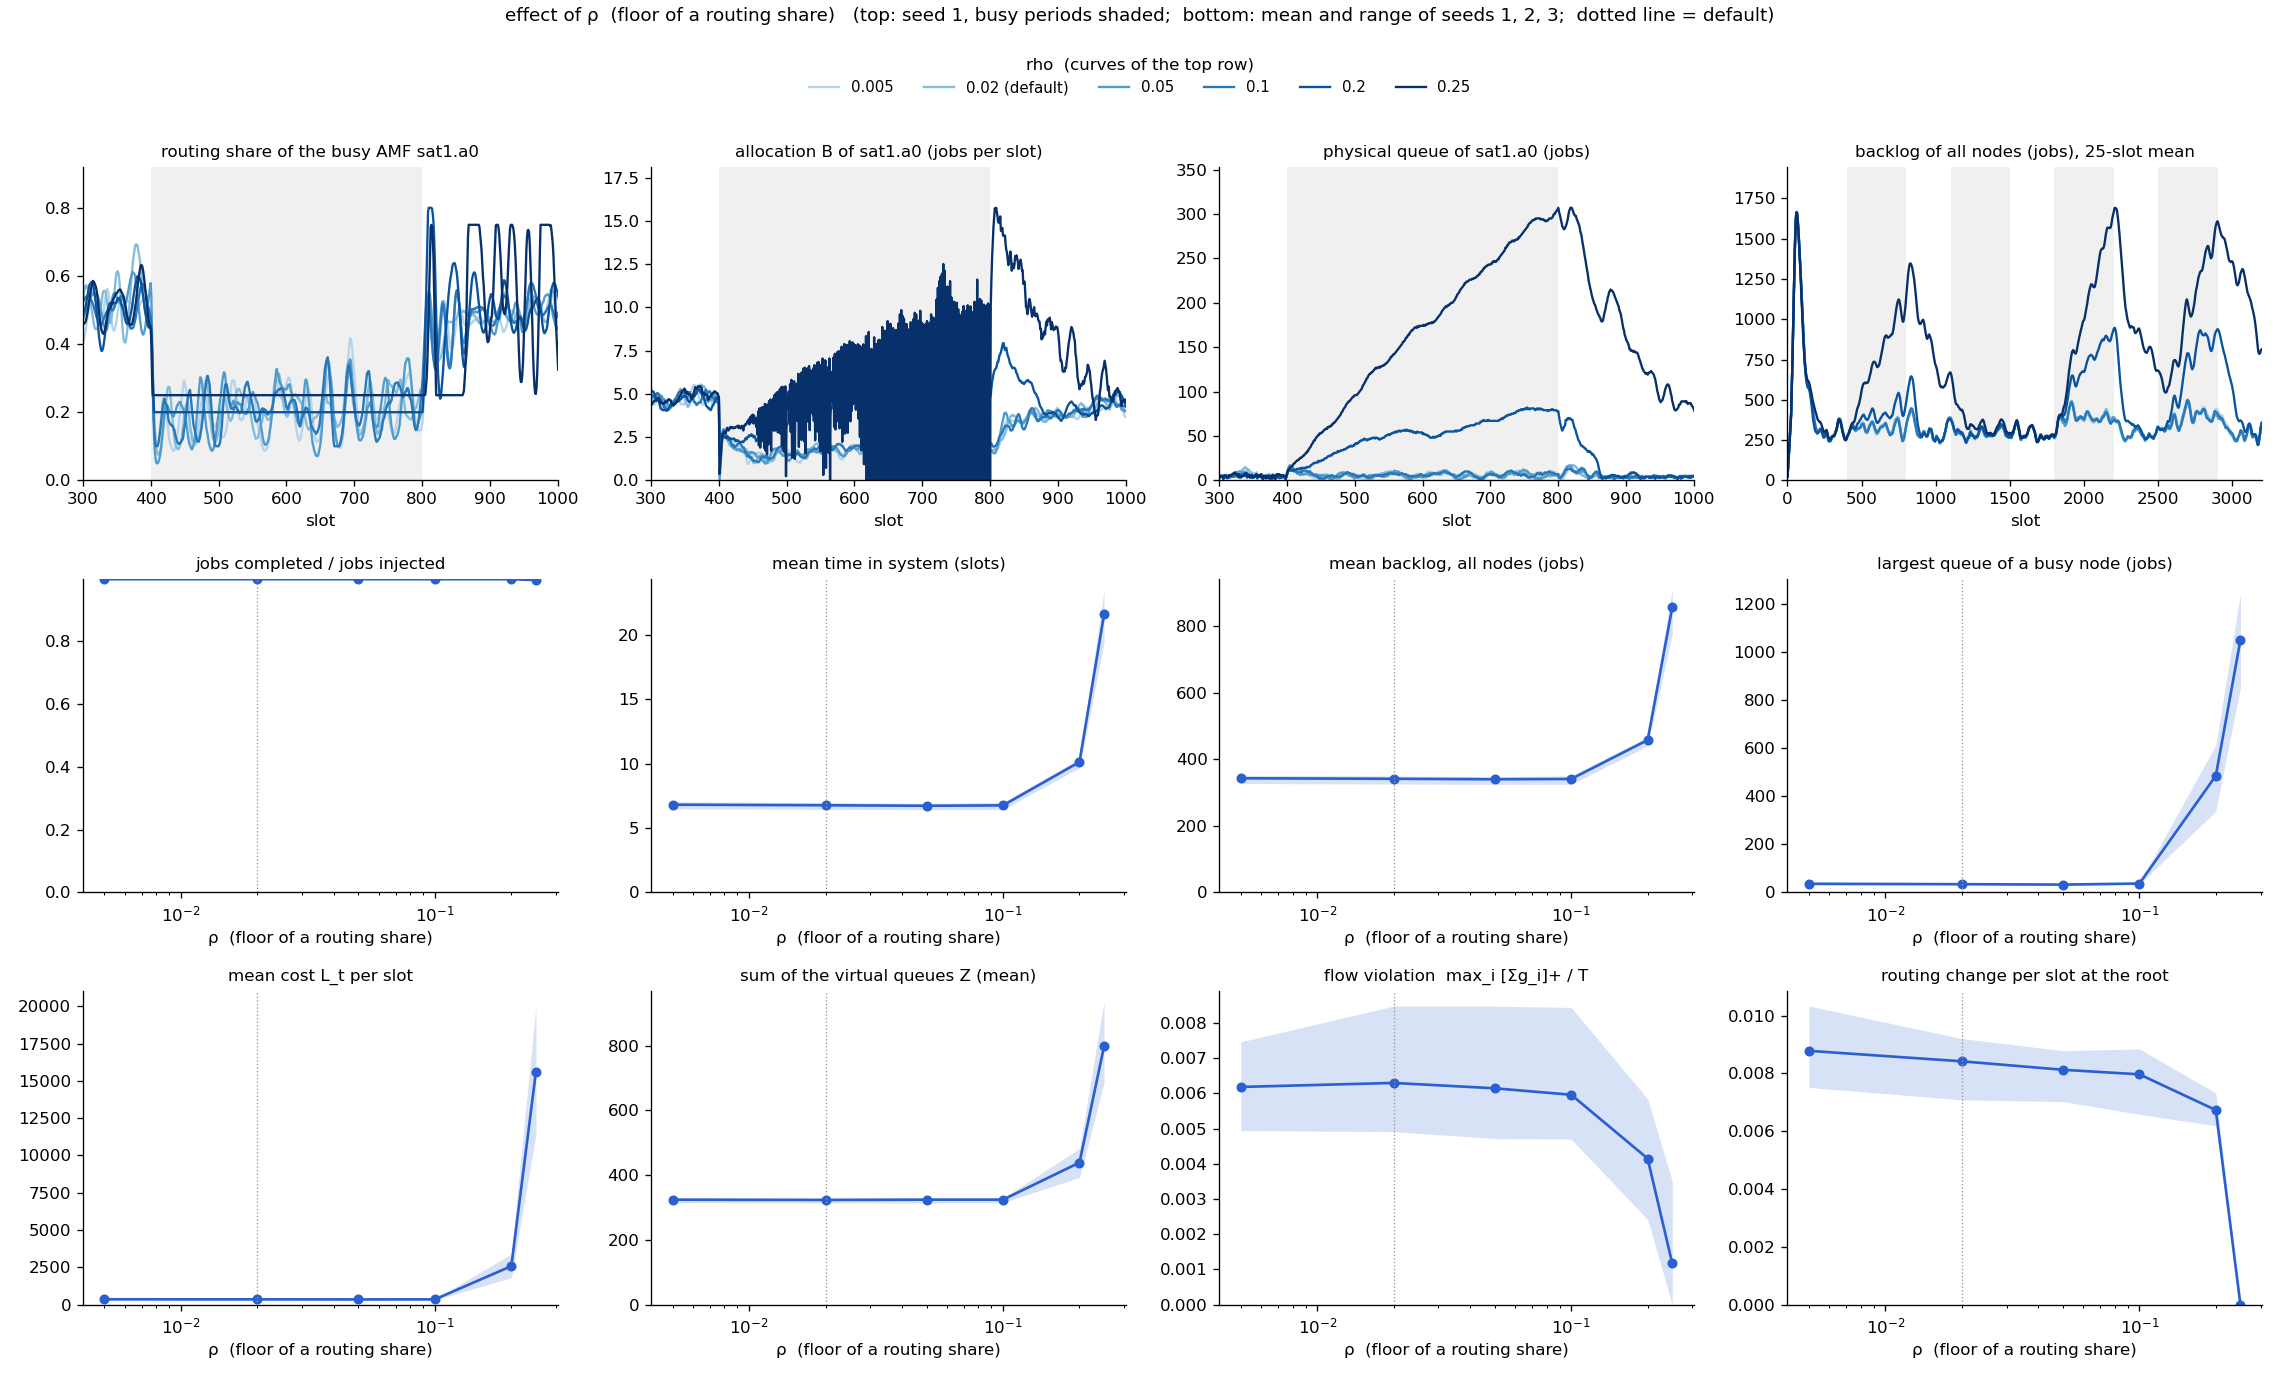 effect of ρ  (floor of a routing share)   (top: seed 1, busy periods shaded;  bottom: mean and range of seeds 1, 2, 3;  dotted line = default)
rho  (curves of the top row)
0.005   0.02 (default)   0.05   0.1   0.2   0.25
routing share of the busy AMF sat1.a0
0.8
0.6
0.4
0.2
0.0
300 400 500 600 700 800 900 1000
slot
allocation B of sat1.a0 (jobs per slot)
17.5
15.0
12.5
10.0
7.5
5.0
2.5
0.0
300 400 500 600 700 800 900 1000
slot
physical queue of sat1.a0 (jobs)
350
300
250
200
150
100
50
0
300 400 500 600 700 800 900 1000
slot
backlog of all nodes (jobs), 25-slot mean
1750
1500
1250
1000
750
500
250
0
0 500 1000 1500 2000 2500 3000
slot
jobs completed / jobs injected
0.8
0.6
0.4
0.2
0.0
10⁻² 10⁻¹
ρ  (floor of a routing share)
mean time in system (slots)
20
15
10
5
0
10⁻² 10⁻¹
ρ  (floor of a routing share)
mean backlog, all nodes (jobs)
800
600
400
200
0
10⁻² 10⁻¹
ρ  (floor of a routing share)
largest queue of a busy node (jobs)
1200
1000
800
600
400
200
0
10⁻² 10⁻¹
ρ  (floor of a routing share)
mean cost L_t per slot
20000
17500
15000
12500
10000
7500
5000
2500
0
10⁻² 10⁻¹
ρ  (floor of a routing share)
sum of the virtual queues Z (mean)
800
600
400
200
0
10⁻² 10⁻¹
ρ  (floor of a routing share)
flow violation  max_i [Σg_i]+ / T
0.008
0.007
0.006
0.005
0.004
0.003
0.002
0.001
0.000
10⁻² 10⁻¹
ρ  (floor of a routing share)
routing change per slot at the root
0.010
0.008
0.006
0.004
0.002
0.000
10⁻² 10⁻¹
ρ  (floor of a routing share)